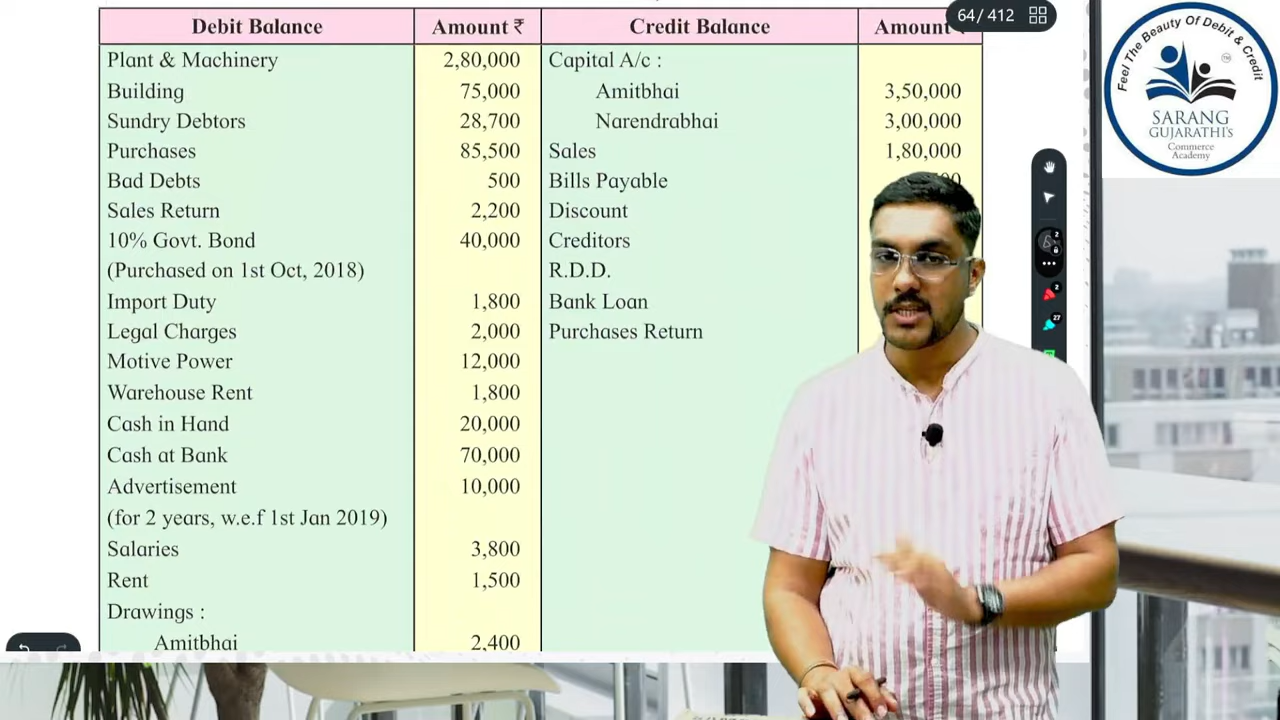 64 / 412
Debit Balance Amount ₹ Credit Balance Amount
Plant & Machinery 2,80,000 Capital A/c :
Building 75,000 Amitbhai 3,50,000
Sundry Debtors 28,700 Narendrabhai 3,00,000
Purchases 85,500 Sales 1,80,000
Bad Debts 500 Bills Payable
Sales Return 2,200 Discount
10% Govt. Bond 40,000 Creditors
(Purchased on 1st Oct, 2018) R.D.D.
Import Duty 1,800 Bank Loan
Legal Charges 2,000 Purchases Return
Motive Power 12,000
Warehouse Rent 1,800
Cash in Hand 20,000
Cash at Bank 70,000
Advertisement 10,000
(for 2 years, w.e.f 1st Jan 2019)
Salaries 3,800
Rent 1,500
Drawings :
Amitbhai 2,400
Feel The Beauty Of Debit & Credit
TM
SARANG
GUJARATHI's
Commerce
Academy
2
2
27